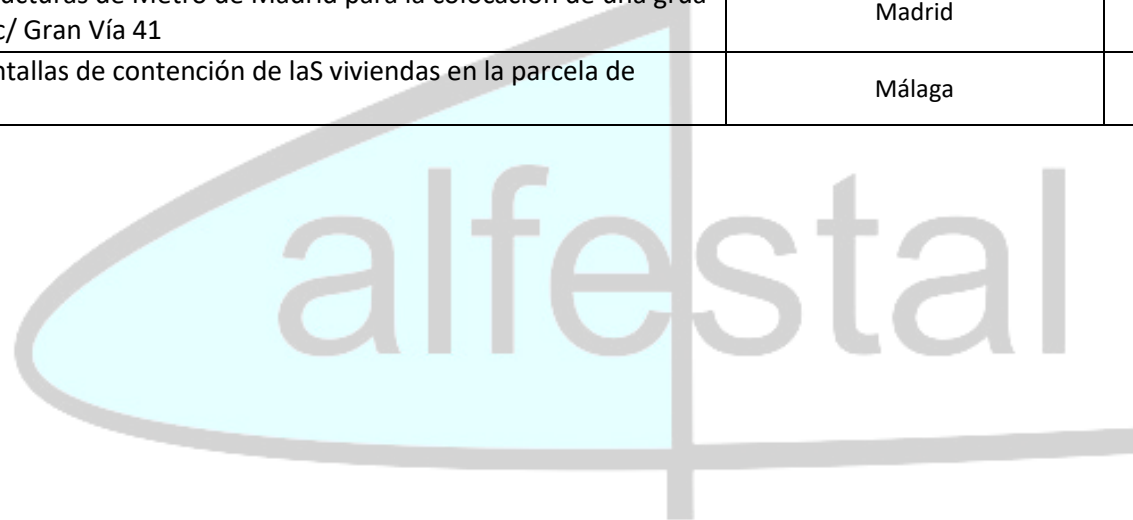 c/ Gran Vía 41
Madrid
ntallas de contención de laS viviendas en la parcela de
Málaga
alfestal